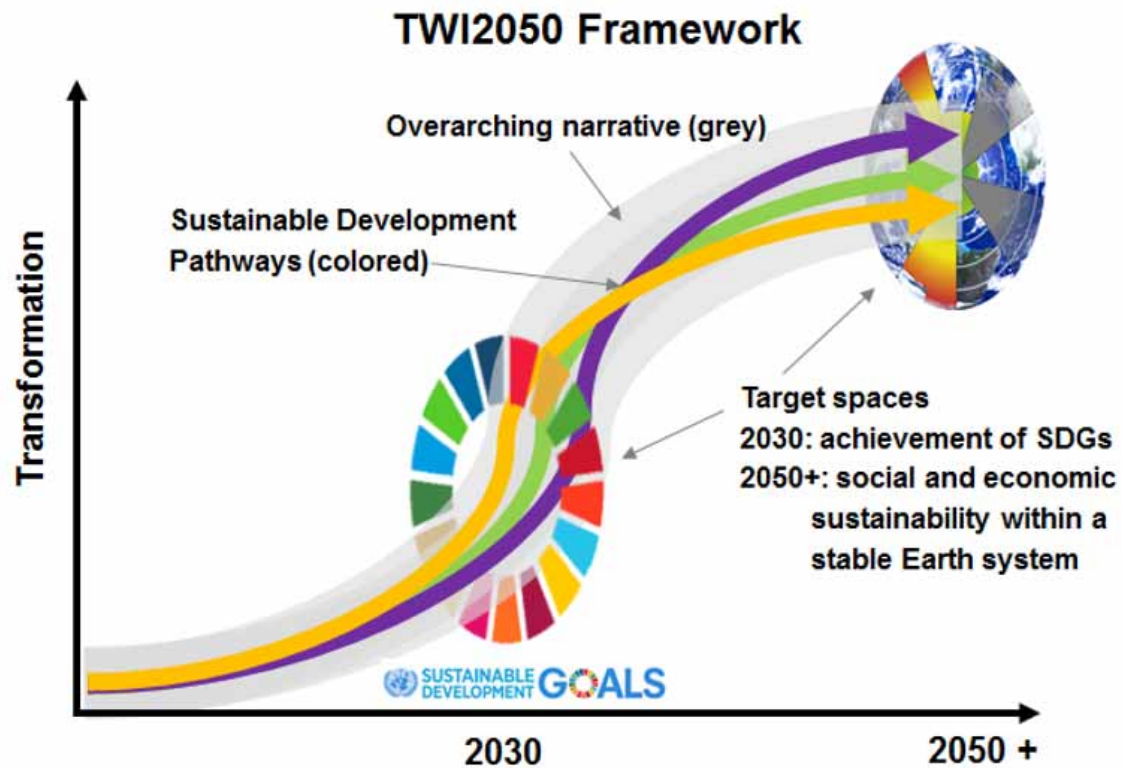 TWI2050 Framework
Overarching narrative (grey)
Sustainable Development
Pathways (colored)
Transformation
Target spaces
2030: achievement of SDGs
2050+: social and economic
sustainability within a
stable Earth system
SUSTAINABLE
DEVELOPMENT
GOALS
2030
2050 +